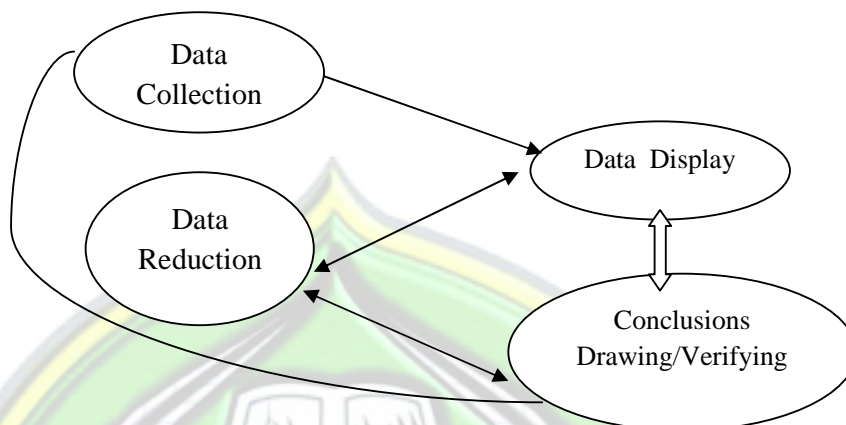 Data
Collection
Data Display
Data
Reduction
Conclusions
Drawing/Verifying